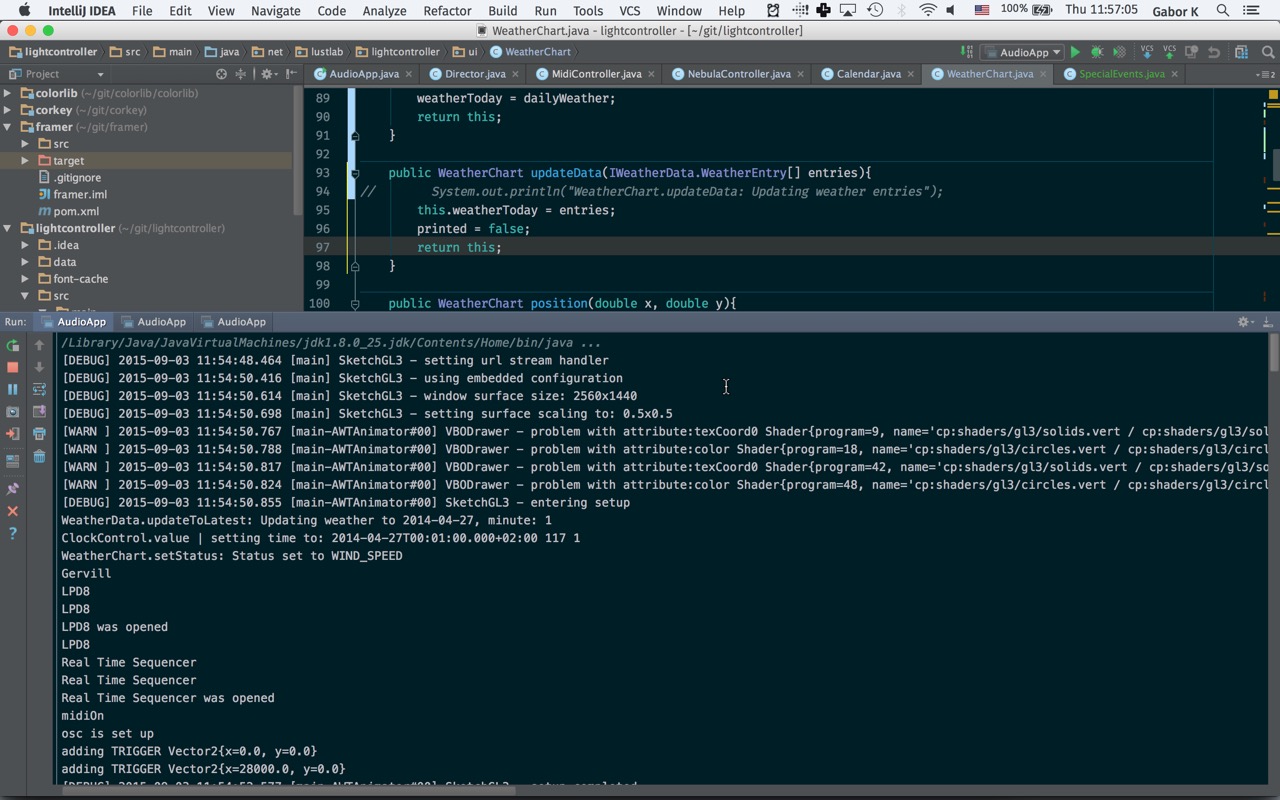 IntelliJ IDEA File Edit View Navigate Code Analyze Refactor Build Run Tools VCS Window Help 100% Thu 11:57:05 Gabor K
WeatherChart.java - lightcontroller - [~/git/lightcontroller]
lightcontroller src main java net lustlab lightcontroller ui WeatherChart AudioApp VCS VCS
Project AudioApp.java Director.java MidiController.java NebulaController.java Calendar.java WeatherChart.java SpecialEvents.java
colorlib (~/git/colorlib/colorlib)
corkey (~/git/corkey)
framer (~/git/framer)
src
target
.gitignore
framer.iml
pom.xml
lightcontroller (~/git/lightcontroller)
.idea
data
font-cache
src
89 weatherToday = dailyWeather;
90 return this;
91 }
92
93 public WeatherChart updateData(IWeatherData.WeatherEntry[] entries){
94 // System.out.println("WeatherChart.updateData: Updating weather entries");
95 this.weatherToday = entries;
96 printed = false;
97 return this;
98 }
99
100 public WeatherChart position(double x, double y){
Run: AudioApp AudioApp AudioApp
/Library/Java/JavaVirtualMachines/jdk1.8.0_25.jdk/Contents/Home/bin/java ...
[DEBUG] 2015-09-03 11:54:48.464 [main] SketchGL3 - setting url stream handler
[DEBUG] 2015-09-03 11:54:50.416 [main] SketchGL3 - using embedded configuration
[DEBUG] 2015-09-03 11:54:50.614 [main] SketchGL3 - window surface size: 2560x1440
[DEBUG] 2015-09-03 11:54:50.698 [main] SketchGL3 - setting surface scaling to: 0.5x0.5
[WARN ] 2015-09-03 11:54:50.767 [main-AWTAnimator#00] VBODrawer - problem with attribute:texCoord0 Shader{program=9, name='cp:shaders/gl3/solids.vert / cp:shaders/gl3/sol
[WARN ] 2015-09-03 11:54:50.788 [main-AWTAnimator#00] VBODrawer - problem with attribute:color Shader{program=18, name='cp:shaders/gl3/circles.vert / cp:shaders/gl3/circl
[WARN ] 2015-09-03 11:54:50.817 [main-AWTAnimator#00] VBODrawer - problem with attribute:texCoord0 Shader{program=42, name='cp:shaders/gl3/solids.vert / cp:shaders/gl3/so
[WARN ] 2015-09-03 11:54:50.824 [main-AWTAnimator#00] VBODrawer - problem with attribute:color Shader{program=48, name='cp:shaders/gl3/circles.vert / cp:shaders/gl3/circl
[DEBUG] 2015-09-03 11:54:50.855 [main-AWTAnimator#00] SketchGL3 - entering setup
WeatherData.updateToLatest: Updating weather to 2014-04-27, minute: 1
ClockControl.value | setting time to: 2014-04-27T00:01:00.000+02:00 117 1
WeatherChart.setStatus: Status set to WIND_SPEED
Gervill
LPD8
LPD8
LPD8 was opened
LPD8
Real Time Sequencer
Real Time Sequencer
Real Time Sequencer was opened
midiOn
osc is set up
adding TRIGGER Vector2{x=0.0, y=0.0}
adding TRIGGER Vector2{x=28000.0, y=0.0}